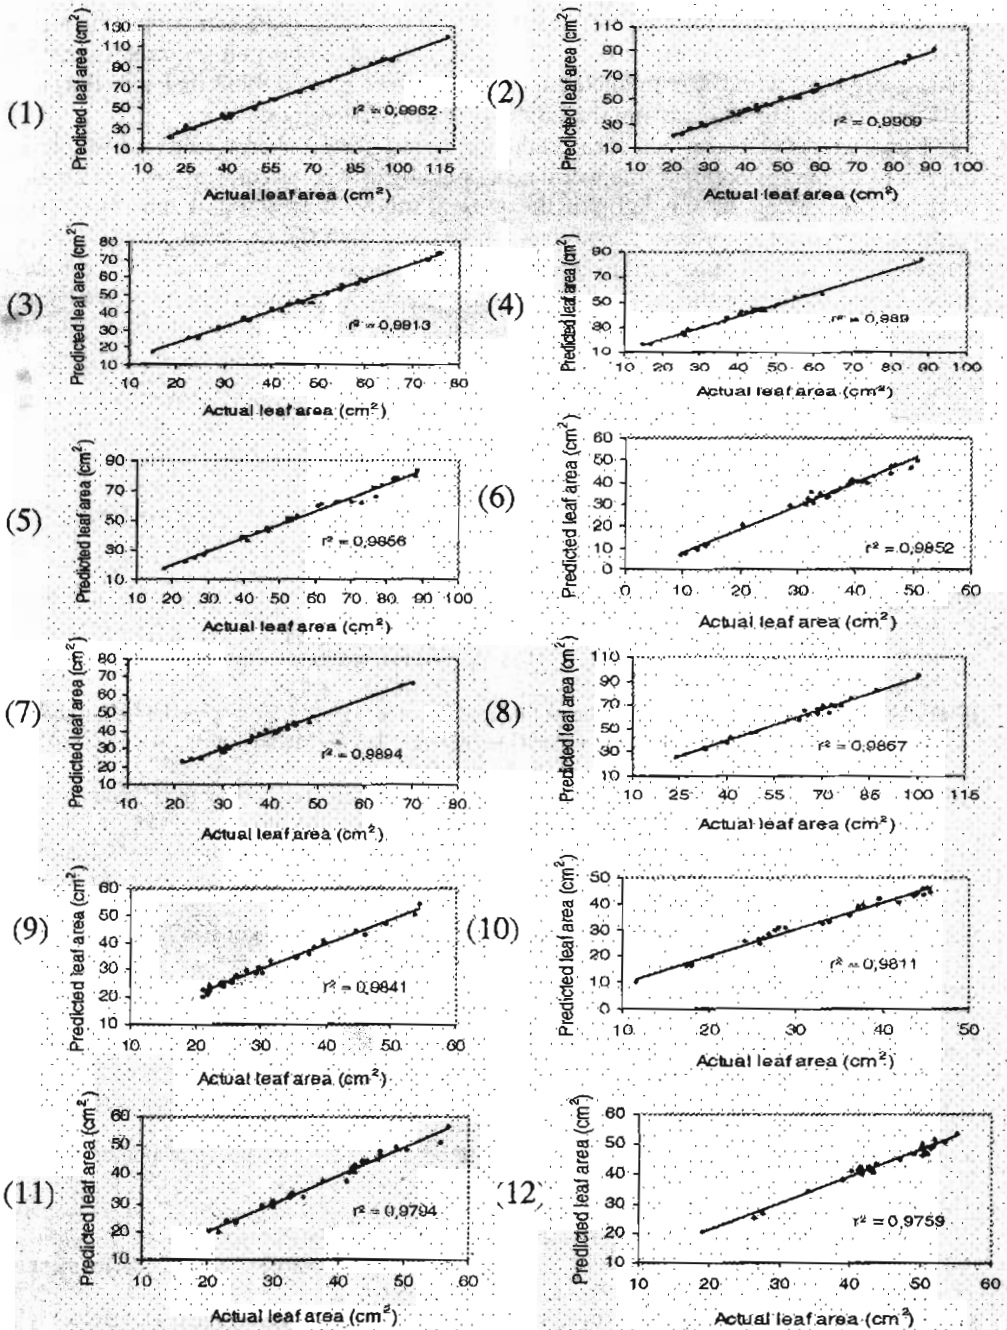 (1)
Predicted leaf area (cm²)
130
110
90
70
50
30
10
r² = 0,9962
10 25 40 55 70 85 100 115
Actual leaf area (cm²)
(2)
Predicted leaf area (cm²)
110
90
70
50
30
10
r² = 0,9909
10 20 30 40 50 60 70 80 90 100
Actual leaf area (cm²)
(3)
Predicted leaf area (cm²)
80
70
60
50
40
30
20
10
r² = 0,9913
10 20 30 40 50 60 70 80
Actual leaf area (cm²)
(4)
Predicted leaf area (cm²)
90
70
50
30
10
r² = 0,989
10 20 30 40 50 60 70 80 90 100
Actual leaf area (cm²)
(5)
Predicted leaf area (cm²)
90
70
50
30
10
r² = 0,9856
10 20 30 40 50 60 70 80 90 100
Actual leaf area (cm²)
(6)
Predicted leaf area (cm²)
60
50
40
30
20
10
0
r² = 0,9852
0 10 20 30 40 50 60
Actual leaf area (cm²)
(7)
Predicted leaf area (cm²)
80
70
60
50
40
30
20
10
r² = 0,9894
10 20 30 40 50 60 70 80
Actual leaf area (cm²)
(8)
Predicted leaf area (cm²)
110
90
70
50
30
10
r² = 0,9867
10 25 40 55 70 85 100 115
Actual leaf area (cm²)
(9)
Predicted leaf area (cm²)
60
50
40
30
20
10
r² = 0,9841
10 20 30 40 50 60
Actual leaf area (cm²)
(10)
Predicted leaf area (cm²)
50
40
30
20
10
0
r² = 0,9811
10 20 30 40 50
Actual leaf area (cm²)
(11)
Predicted leaf area (cm²)
60
50
40
30
20
10
r² = 0,9794
10 20 30 40 50 60
Actual leaf area (cm²)
(12)
Predicted leaf area (cm²)
60
50
40
30
20
10
r² = 0,9759
10 20 30 40 50 60
Actual leaf area (cm²)